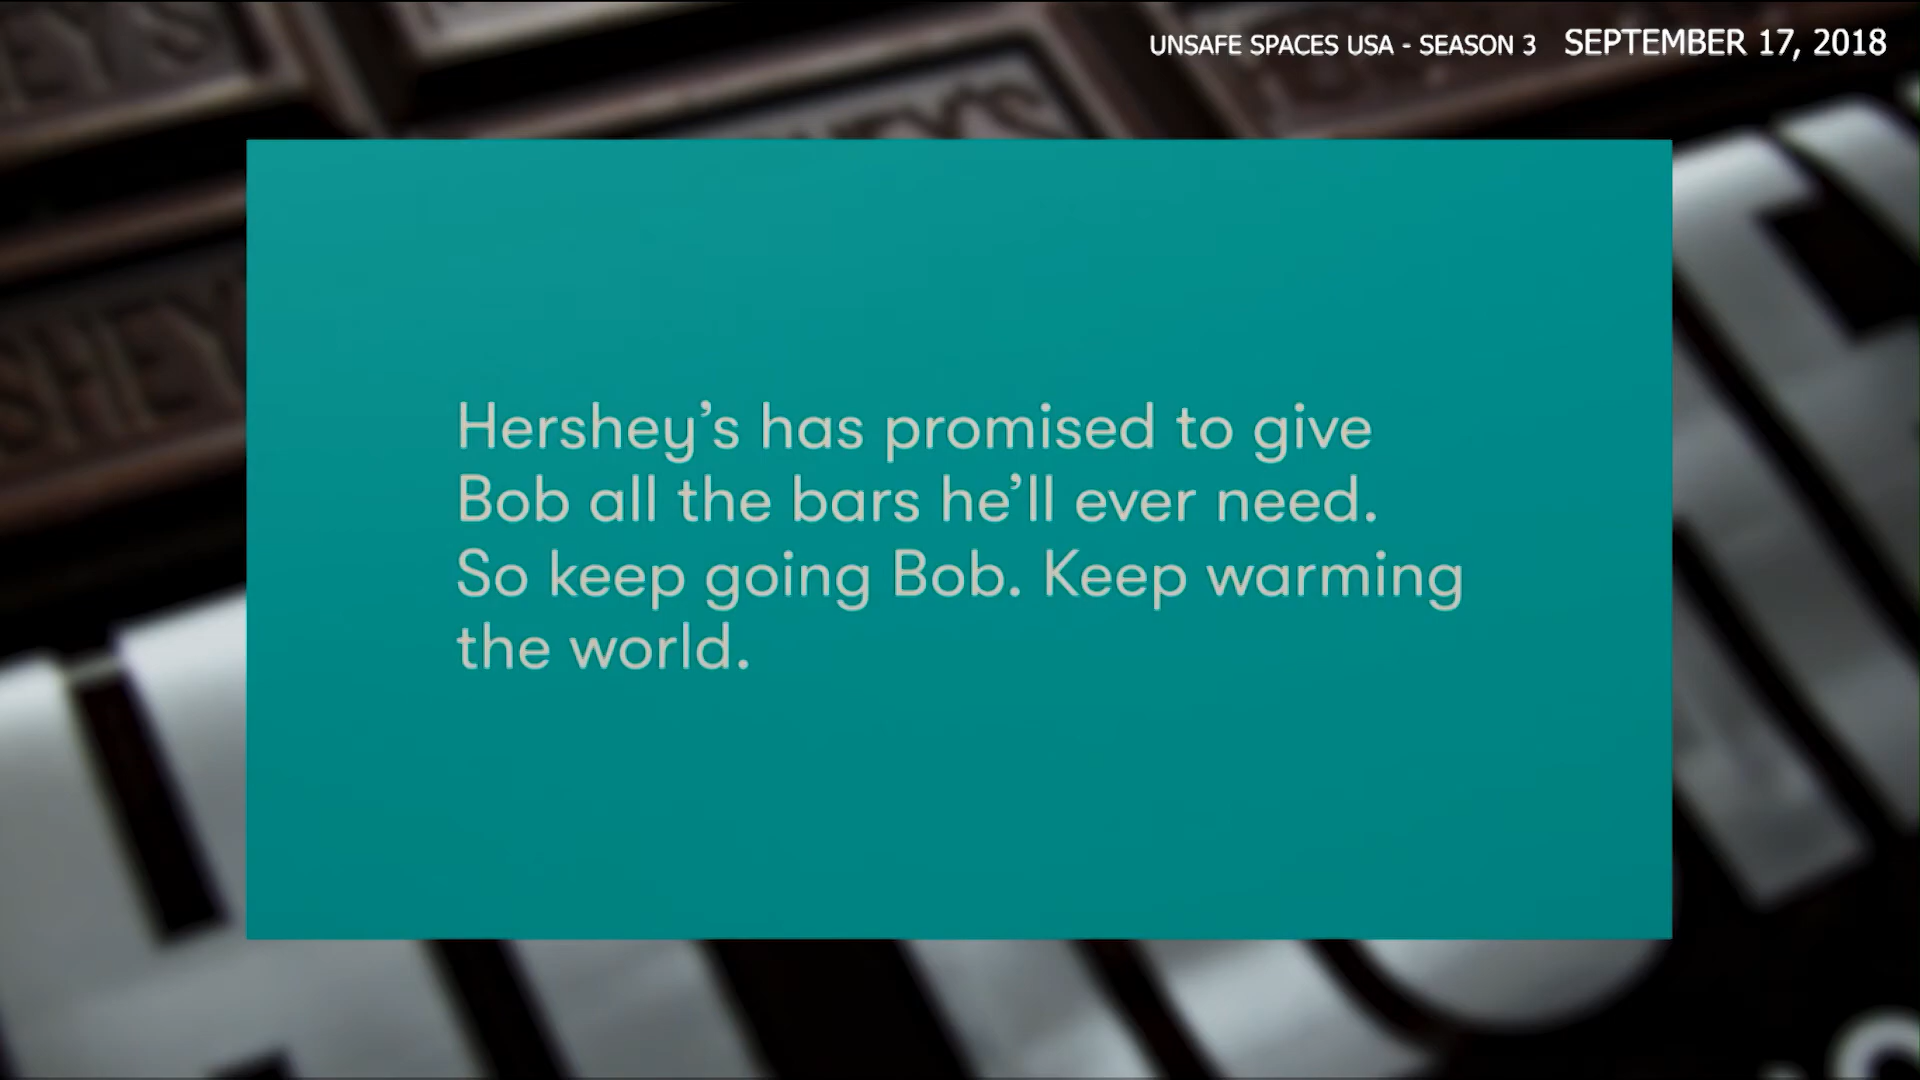 UNSAFE SPACES USA - SEASON 3 SEPTEMBER 17, 2018
Hershey's has promised to give
Bob all the bars he'll ever need.
So keep going Bob. Keep warming
the world.